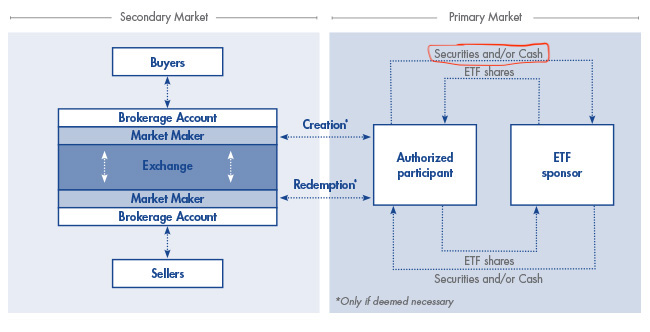 Secondary Market
Primary Market
Buyers
Brokerage Account
Market Maker
Exchange
Market Maker
Brokerage Account
Sellers
Creation*
Redemption*
Securities and/or Cash
ETF shares
Authorized
participant
ETF
sponsor
ETF shares
Securities and/or Cash
*Only if deemed necessary